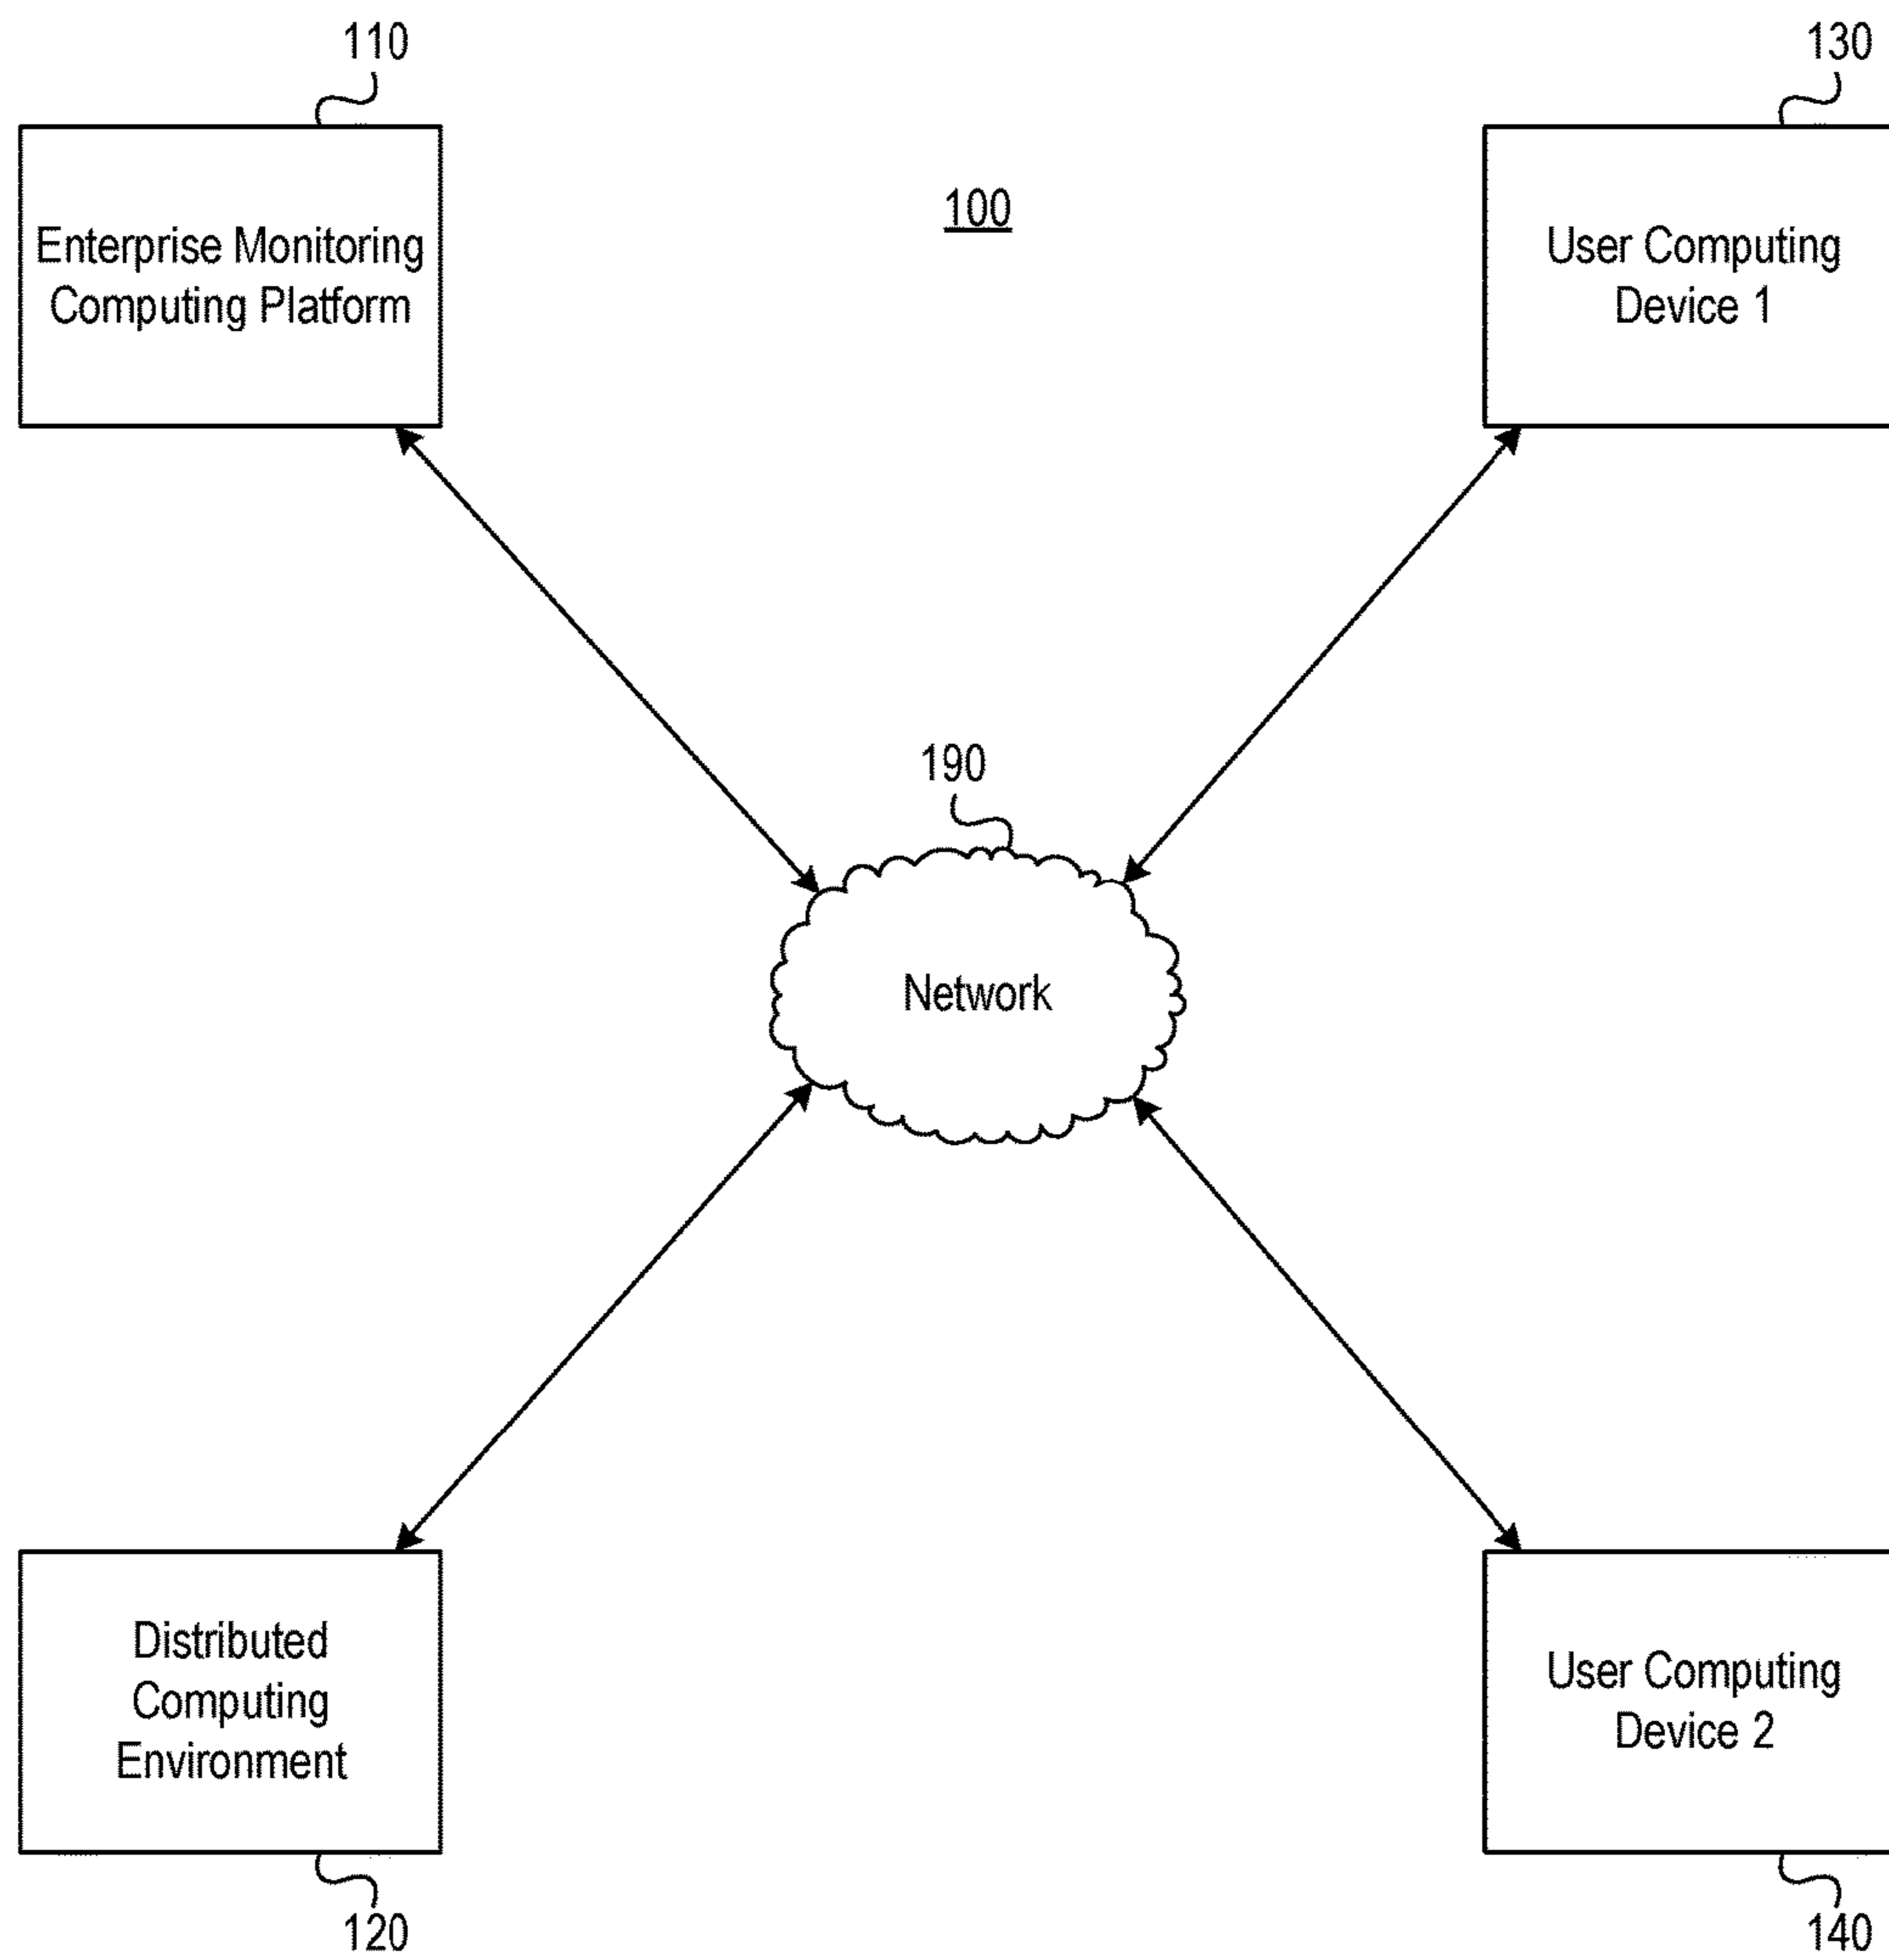 110
130
100
Enterprise Monitoring
Computing Platform
User Computing
Device 1
190
Network
Distributed
Computing
Environment
User Computing
Device 2
120
140